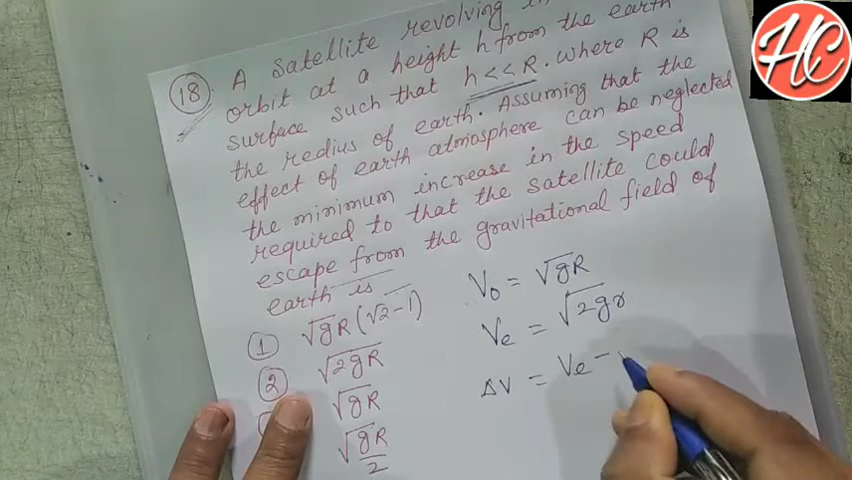 18 A satellite revolving in
orbit at a height h from the earth
surface such that h<<R. where R is
the redius of earth. Assuming that the
effect of earth atmosphere can be neglected
the minimum increase in the speed
required to that the satellite could
escape from the gravitational field of
earth is
1 √gR (√2-1)
2 √2gR
√gR
√gR/2
V₀ = √gR
Vₑ = √2gr
ΔV = Vₑ -
HC